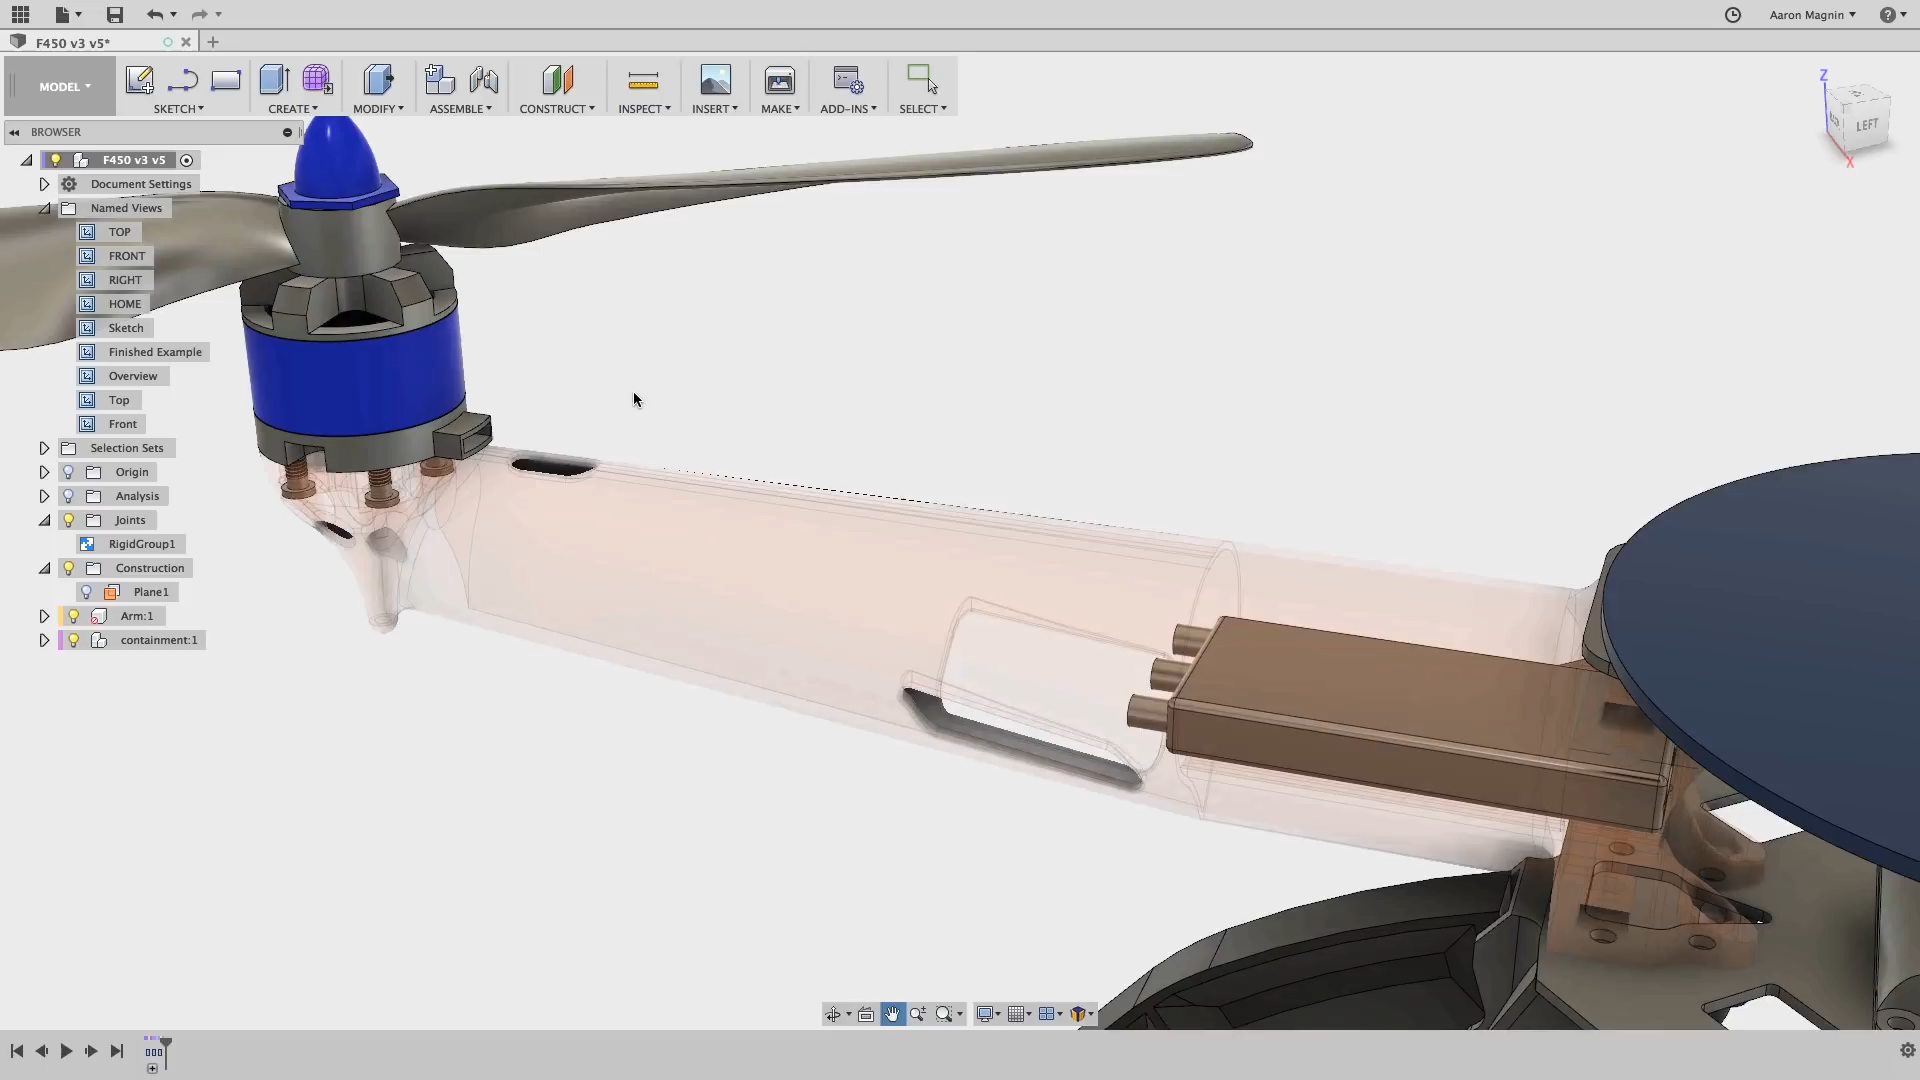 Aaron Magnin
F450 v3 v5*
MODEL
SKETCH
CREATE
MODIFY
ASSEMBLE
CONSTRUCT
INSPECT
INSERT
MAKE
ADD-INS
SELECT
BROWSER
F450 v3 v5
Document Settings
Named Views
TOP
FRONT
RIGHT
HOME
Sketch
Finished Example
Overview
Top
Front
Selection Sets
Origin
Analysis
Joints
RigidGroup1
Construction
Plane1
Arm:1
containment:1
Z
LEFT
X